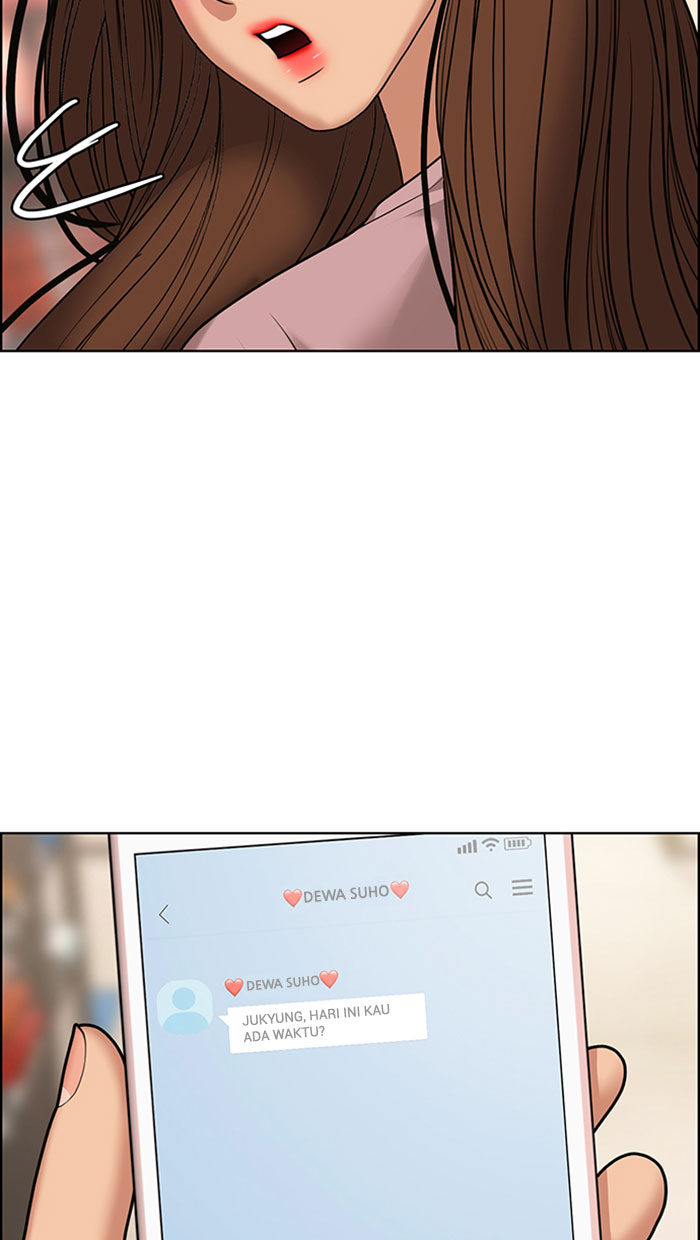 ❤️DEWA SUHO❤️
❤️ DEWA SUHO❤️
JUKYUNG, HARI INI KAU
ADA WAKTU?